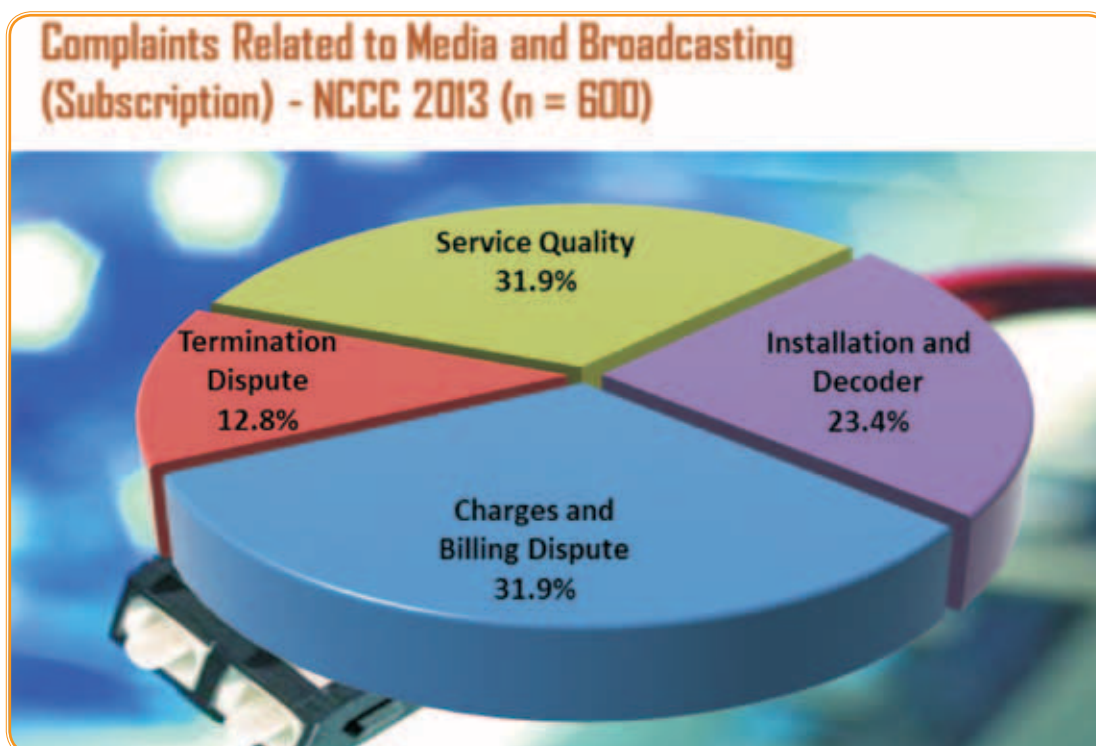 Complaints Related to Media and Broadcasting
(Subscription) - NCCC 2013 (n = 600)
Service Quality
31.9%
Termination
Dispute
12.8%
Installation and
Decoder
23.4%
Charges and
Billing Dispute
31.9%